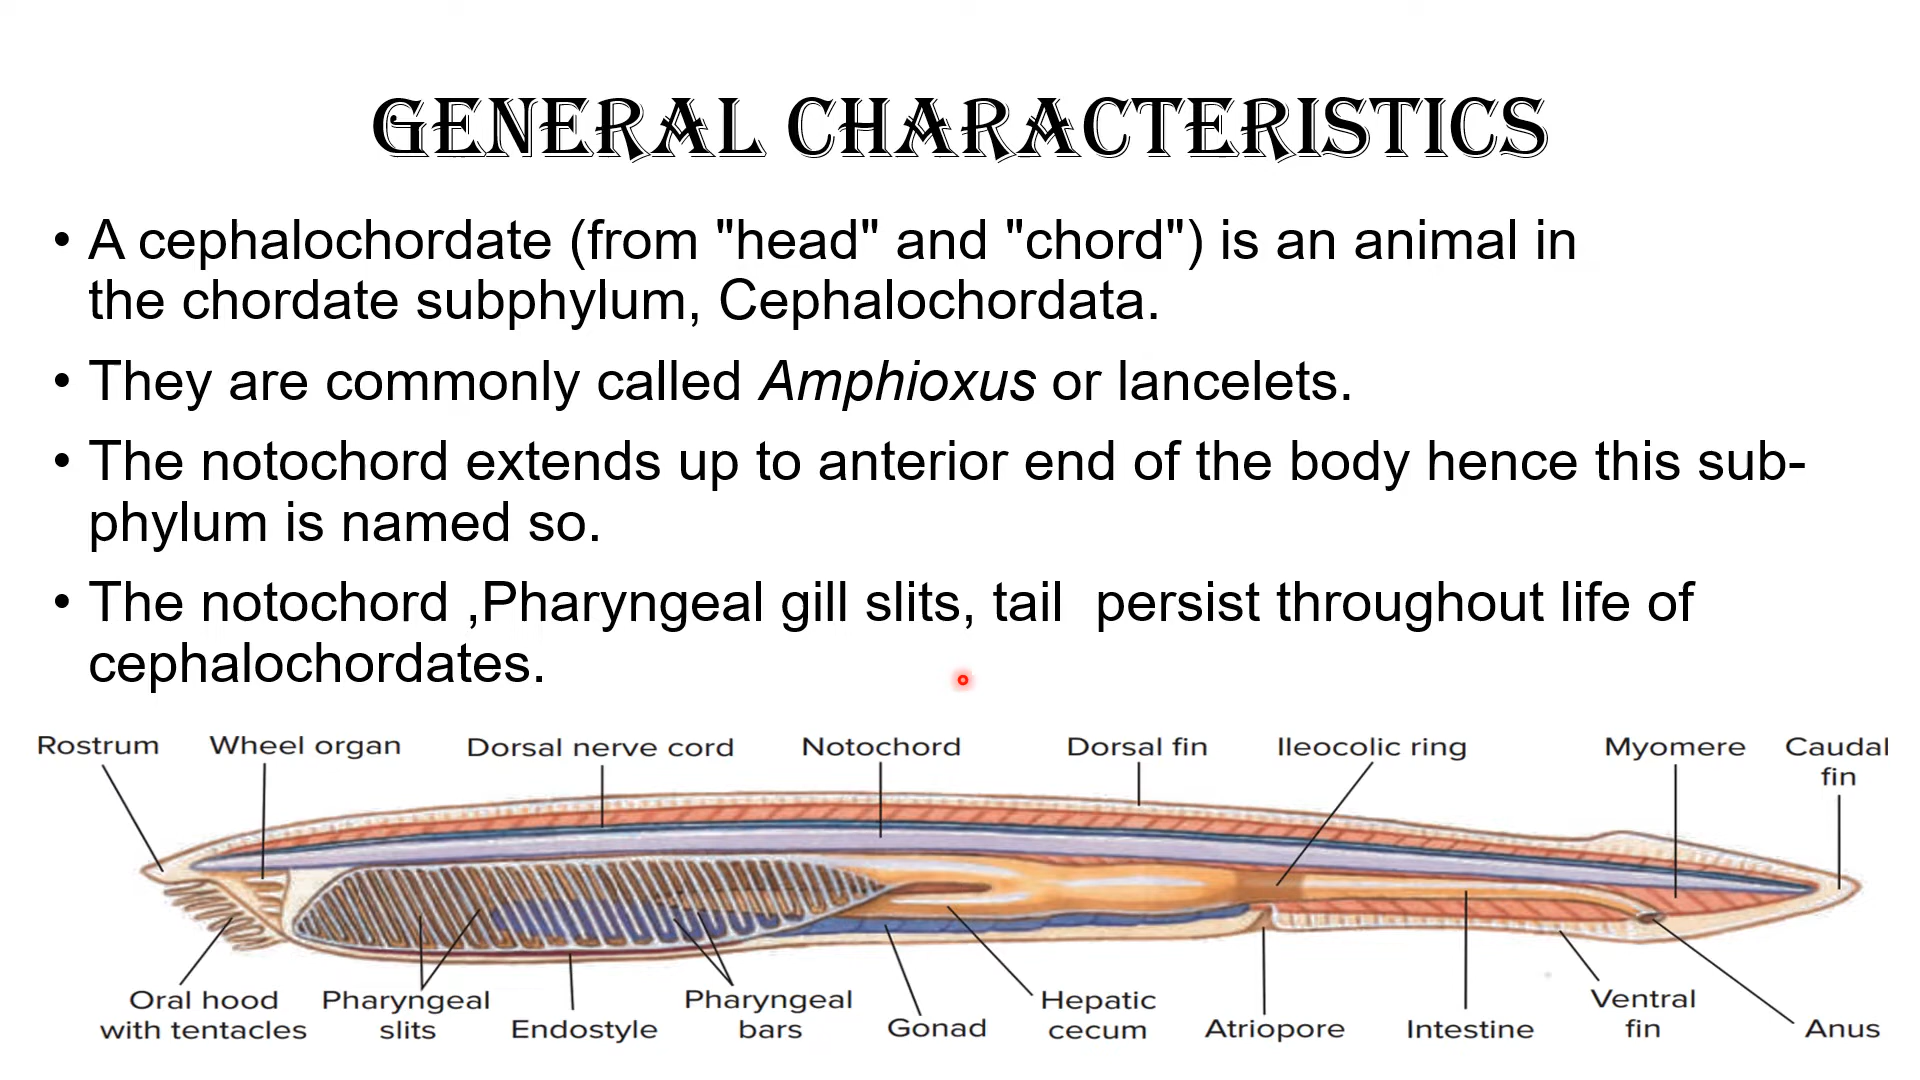 GENERAL CHARACTERISTICS
• A cephalochordate (from "head" and "chord") is an animal in
the chordate subphylum, Cephalochordata.
• They are commonly called Amphioxus or lancelets.
• The notochord extends up to anterior end of the body hence this sub-
phylum is named so.
• The notochord ,Pharyngeal gill slits, tail  persist throughout life of
cephalochordates.
Rostrum
Wheel organ
Dorsal nerve cord
Notochord
Dorsal fin
Ileocolic ring
Myomere
Caudal
fin
Oral hood
with tentacles
Pharyngeal
slits
Endostyle
Pharyngeal
bars
Gonad
Hepatic
cecum
Atriopore
Intestine
Ventral
fin
Anus